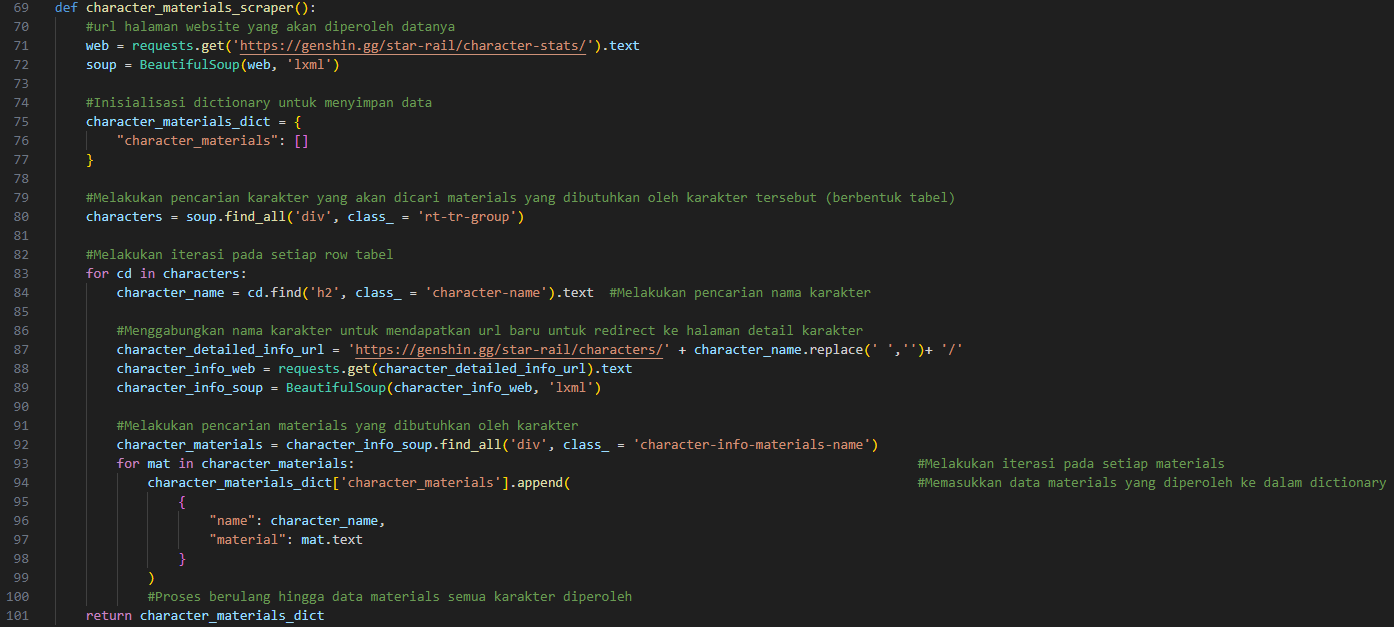 69 def character_materials_scraper():
70 #url halaman website yang akan diperoleh datanya
71 web = requests.get('https://genshin.gg/star-rail/character-stats/').text
72 soup = BeautifulSoup(web, 'lxml')
73
74 #Inisialisasi dictionary untuk menyimpan data
75 character_materials_dict = {
76 "character_materials": []
77 }
78
79 #Melakukan pencarian karakter yang akan dicari materials yang dibutuhkan oleh karakter tersebut (berbentuk tabel)
80 characters = soup.find_all('div', class_ = 'rt-tr-group')
81
82 #Melakukan iterasi pada setiap row tabel
83 for cd in characters:
84 character_name = cd.find('h2', class_ = 'character-name').text #Melakukan pencarian nama karakter
85
86 #Menggabungkan nama karakter untuk mendapatkan url baru untuk redirect ke halaman detail karakter
87 character_detailed_info_url = 'https://genshin.gg/star-rail/characters/' + character_name.replace(' ','')+ '/'
88 character_info_web = requests.get(character_detailed_info_url).text
89 character_info_soup = BeautifulSoup(character_info_web, 'lxml')
90
91 #Melakukan pencarian materials yang dibutuhkan oleh karakter
92 character_materials = character_info_soup.find_all('div', class_ = 'character-info-materials-name')
93 for mat in character_materials: #Melakukan iterasi pada setiap materials
94 character_materials_dict['character_materials'].append( #Memasukkan data materials yang diperoleh ke dalam dictionary
95 {
96 "name": character_name,
97 "material": mat.text
98 }
99 )
100 #Proses berulang hingga data materials semua karakter diperoleh
101 return character_materials_dict